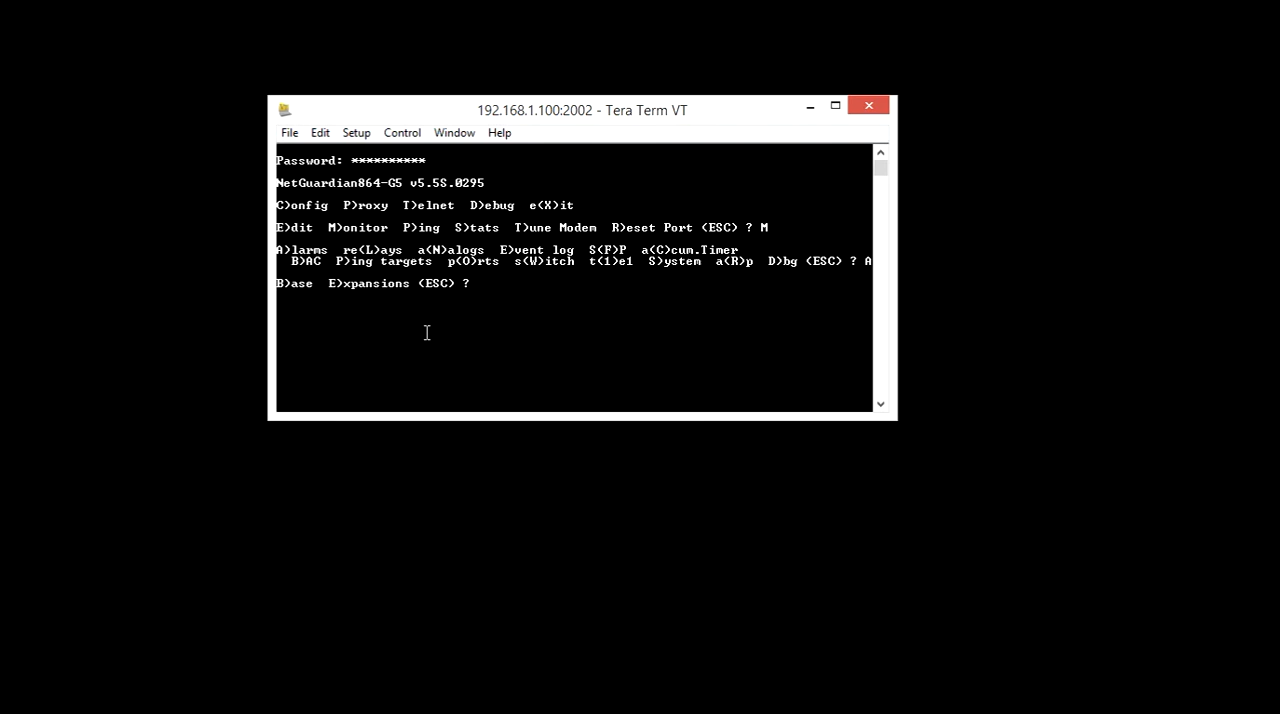 192.168.1.100:2002 - Tera Term VT
File Edit Setup Control Window Help
Password: **********
NetGuardian864-G5 v5.5S.0295
C)onfig P)roxy T)elnet D)ebug e(X)it
E)dit M)onitor P)ing S)tats T)une Modem R)eset Port (ESC) ? M
A)larms re(L)ays a(N)alogs E)vent log S(F)P a(C)cum.Timer
B)AC P)ing targets p(O)rts s(W)itch t(1)e1 S)ystem a(R)p D)bg (ESC) ? A
B)ase E)xpansions (ESC) ?